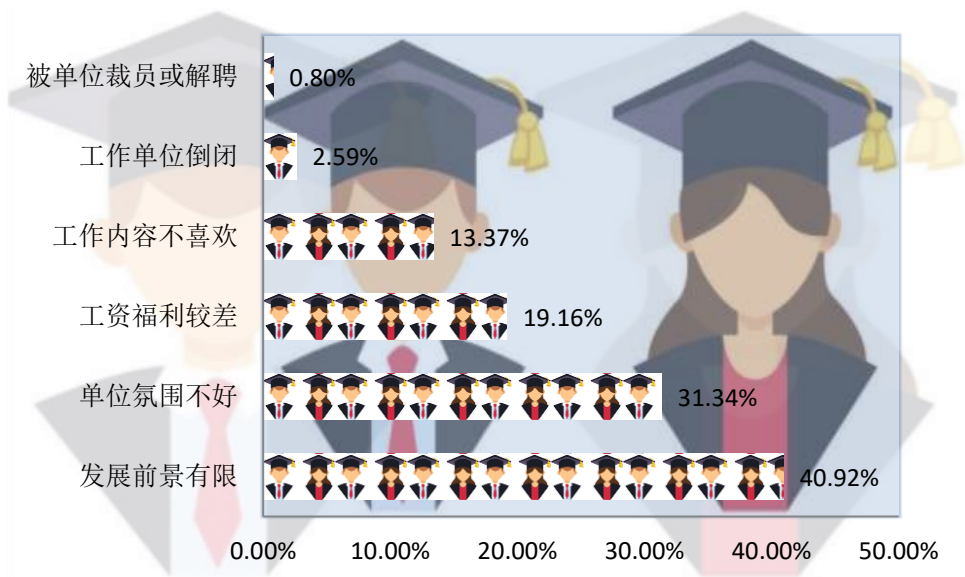 被单位裁员或解聘 0.80%
工作单位倒闭 2.59%
工作内容不喜欢 13.37%
工资福利较差 19.16%
单位氛围不好 31.34%
发展前景有限 40.92%
0.00% 10.00% 20.00% 30.00% 40.00% 50.00%